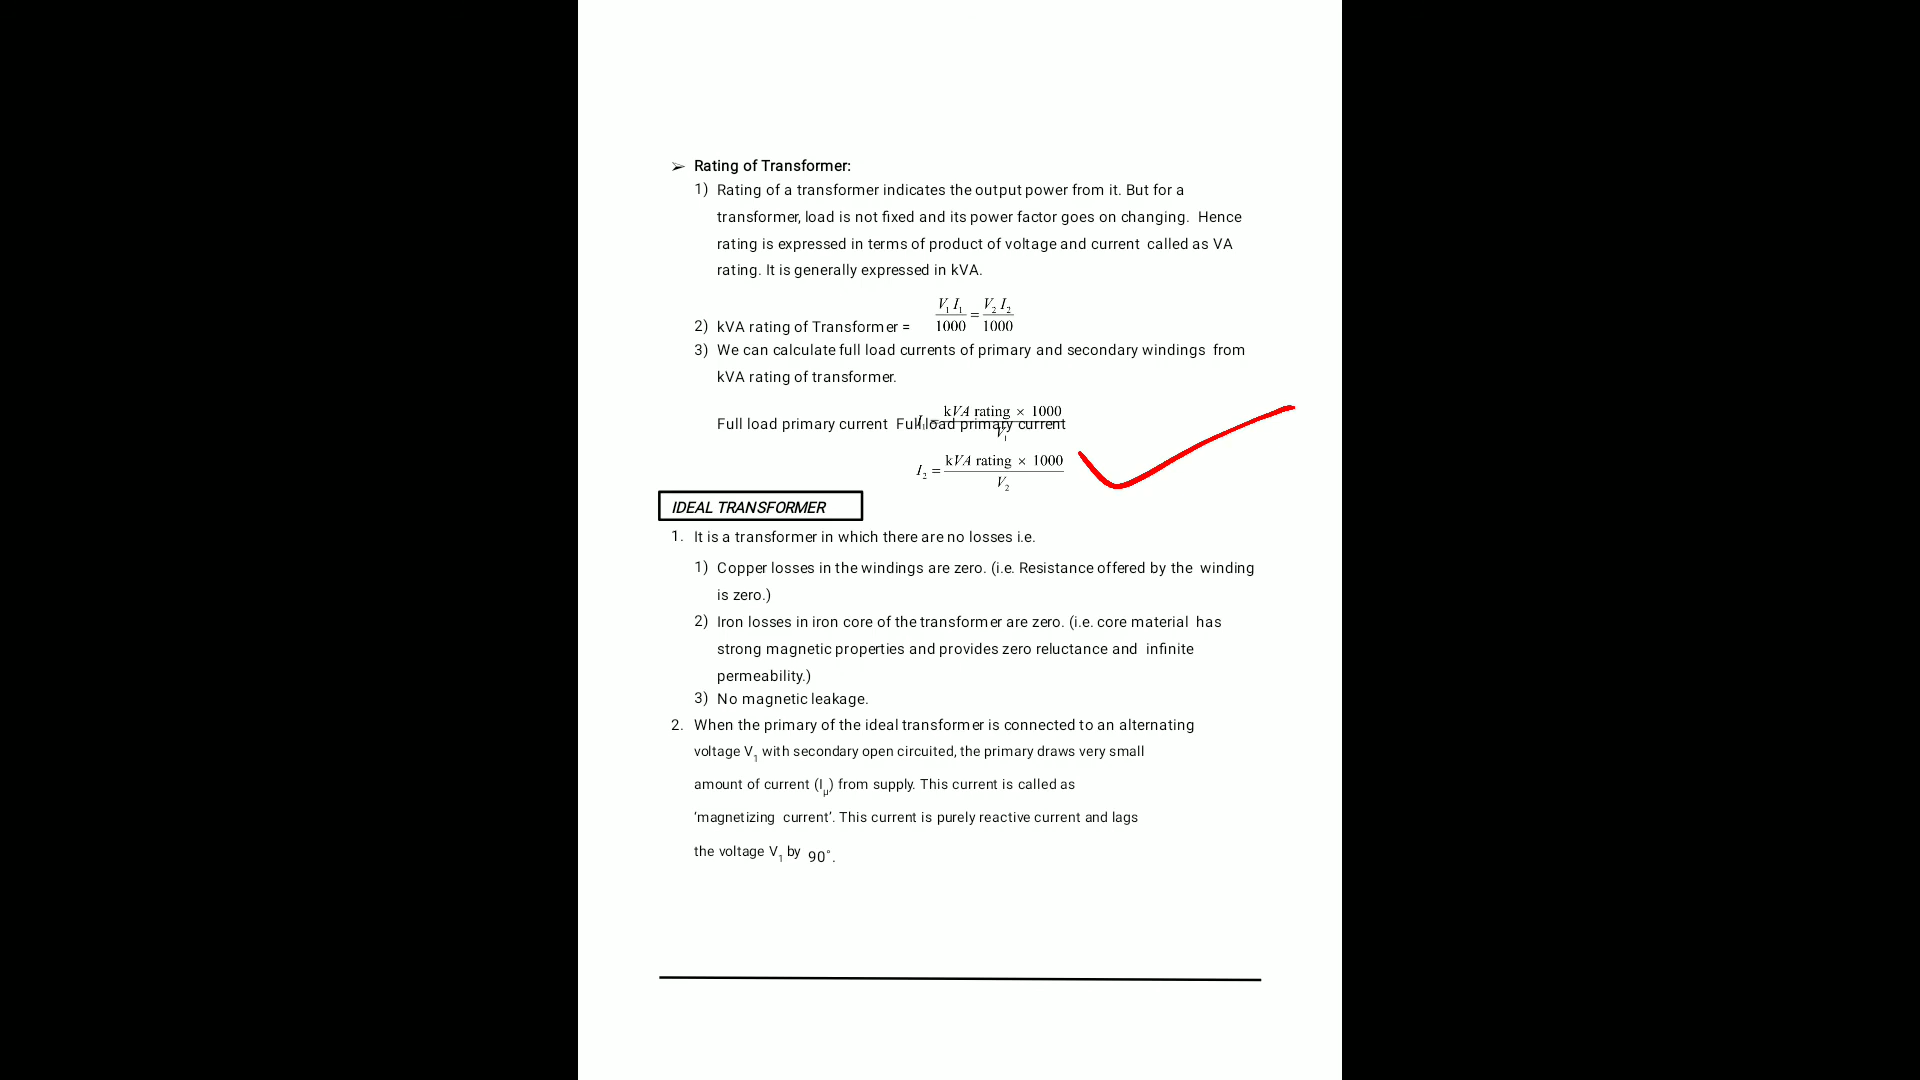 ➢ Rating of Transformer:
1) Rating of a transformer indicates the output power from it. But for a
transformer, load is not fixed and its power factor goes on changing. Hence
rating is expressed in terms of product of voltage and current called as VA
rating. It is generally expressed in kVA.
2) kVA rating of Transformer = V₁ I₁ / 1000 = V₂ I₂ / 1000
3) We can calculate full load currents of primary and secondary windings from
kVA rating of transformer.
Full load primary current Full load primary current I₁ = kVA rating × 1000 / V₁
I₂ = kVA rating × 1000 / V₂
IDEAL TRANSFORMER
1. It is a transformer in which there are no losses i.e.
1) Copper losses in the windings are zero. (i.e. Resistance offered by the winding
is zero.)
2) Iron losses in iron core of the transformer are zero. (i.e. core material has
strong magnetic properties and provides zero reluctance and infinite
permeability.)
3) No magnetic leakage.
2. When the primary of the ideal transformer is connected to an alternating
voltage V₁ with secondary open circuited, the primary draws very small
amount of current (Iμ) from supply. This current is called as
‘magnetizing current’. This current is purely reactive current and lags
the voltage V₁ by 90°.